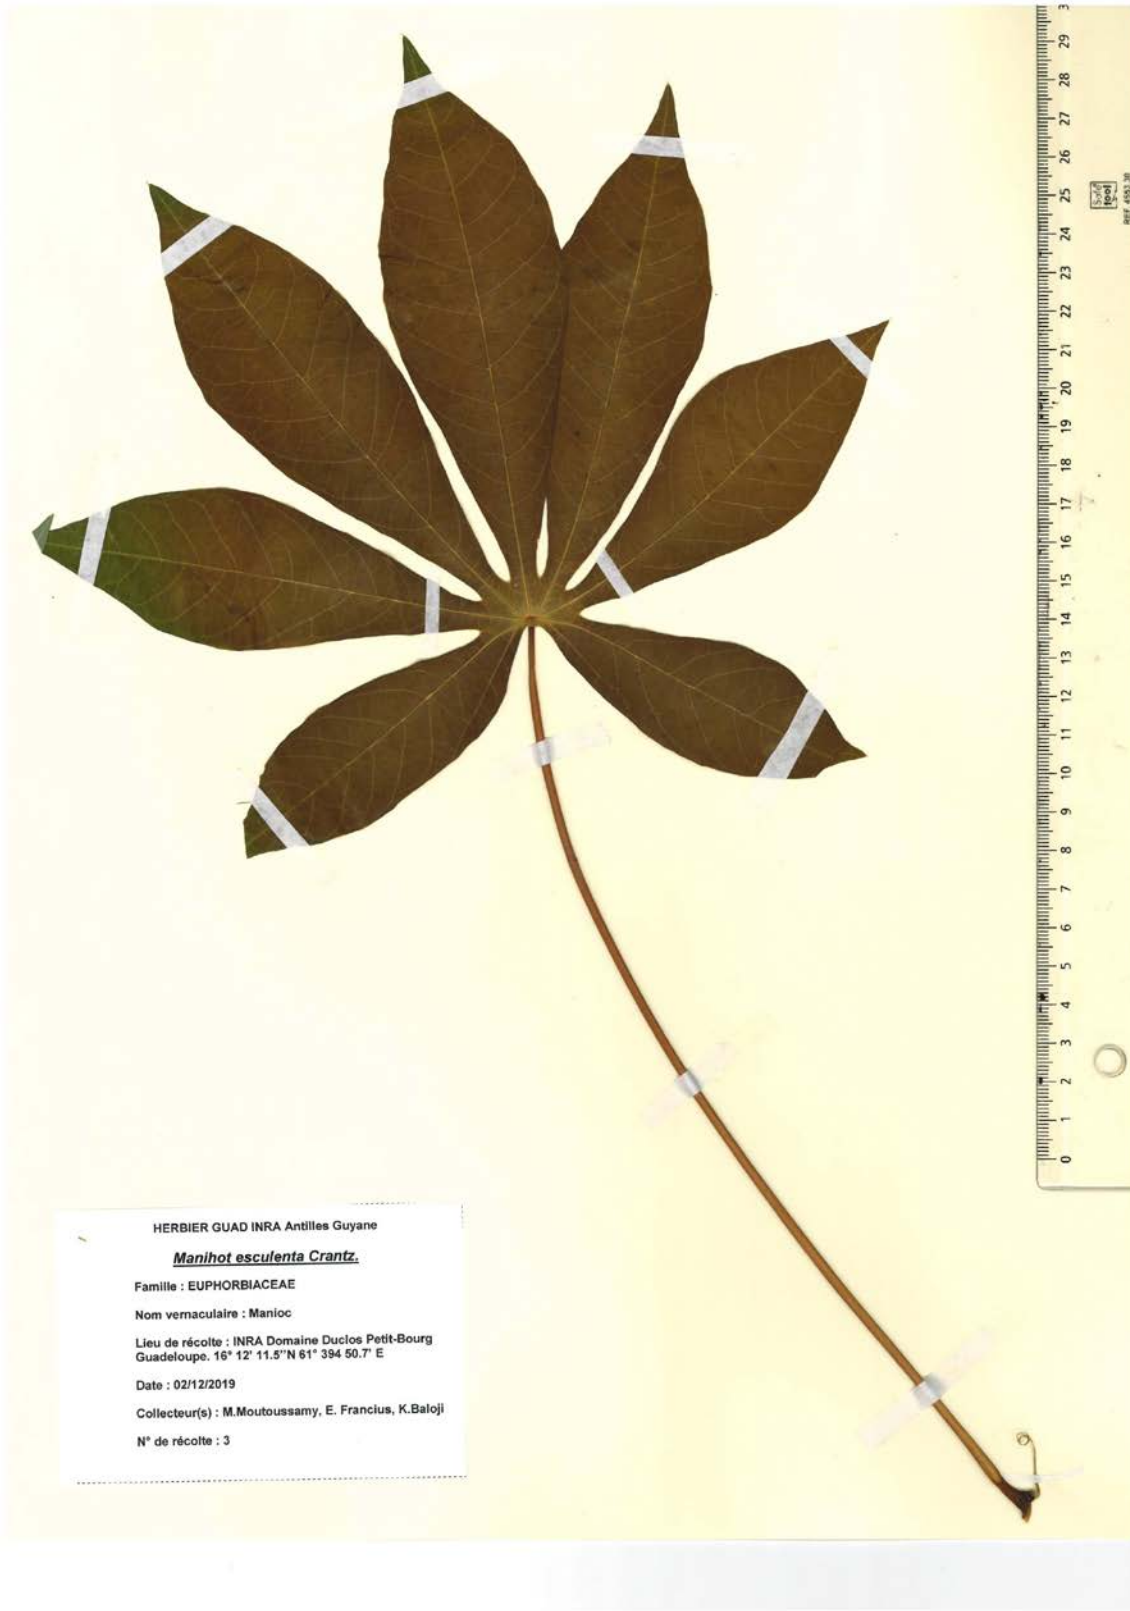 3
29
28
27
26
25
24
23
22
21
20
19
18
17
16
15
14
13
12
11
10
9
8
7
6
5
4
3
2
1
0
Safe
tool
HERBIER GUAD INRA Antilles Guyane
Manihot esculenta Crantz.
Famille : EUPHORBIACEAE
Nom vernaculaire : Manioc
Lieu de récolte : INRA Domaine Duclos Petit-Bourg
Guadeloupe. 16° 12' 11.5"N 61° 394 50.7' E
Date : 02/12/2019
Collecteur(s) : M.Moutoussamy, E. Francius, K.Baloji
N° de récolte : 3